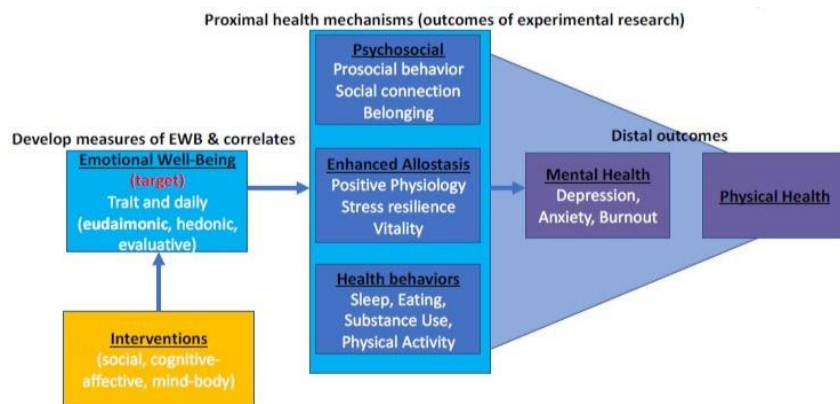 Proximal health mechanisms (outcomes of experimental research)
Psychosocial
Prosocial behavior
Social connection
Belonging
Develop measures of EWB & correlates
Emotional Well-Being
(target)
Trait and daily
(eudaimonic, hedonic,
evaluative)
Enhanced Allostasis
Positive Physiology
Stress resilience
Vitality
Distal outcomes
Mental Health
Depression,
Anxiety, Burnout
Physical Health
Health behaviors
Sleep, Eating,
Substance Use,
Physical Activity
Interventions
(social, cognitive-
affective, mind-body)